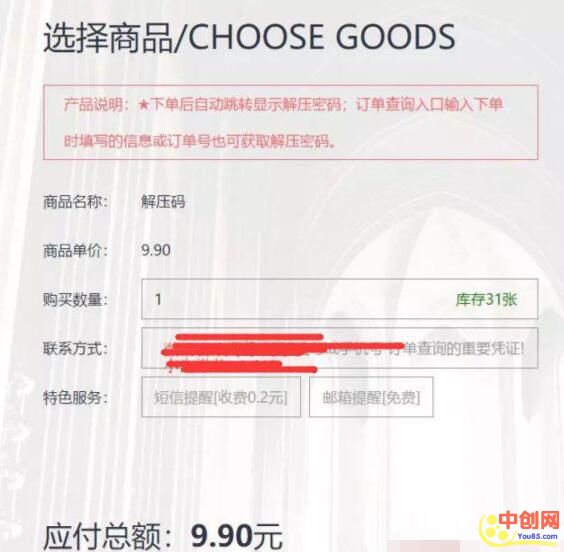 选择商品/CHOOSE GOODS
产品说明：★下单后自动跳转显示解压密码；订单查询入口输入下单
时填写的信息或订单号也可获取解压密码。
商品名称： 解压码
商品单价： 9.90
购买数量： 1 库存31张
联系方式： 或手机号 订单查询的重要凭证!
特色服务： 短信提醒[收费0.2元] 邮箱提醒[免费]
应付总额：9.90元
中创网
You85.com